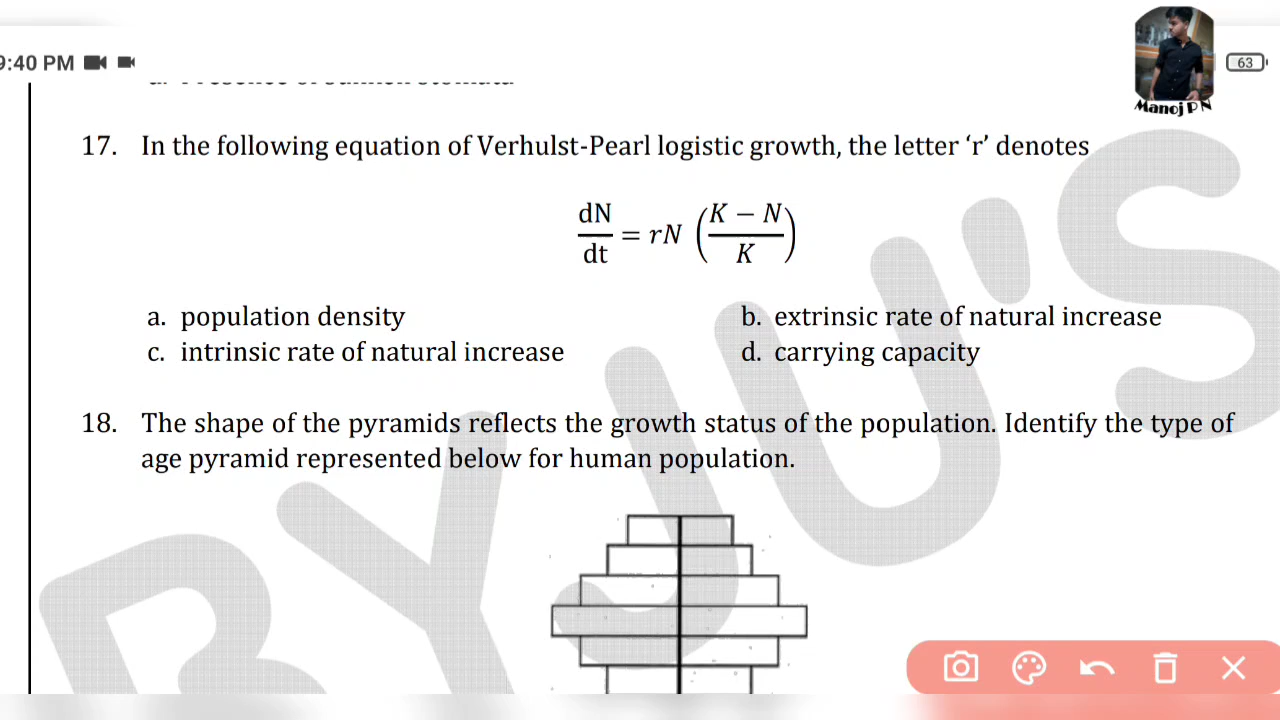 9:40 PM
63
Manoj PN
17. In the following equation of Verhulst-Pearl logistic growth, the letter ‘r’ denotes
dN/dt = rN (K − N/K)
a. population density
b. extrinsic rate of natural increase
c. intrinsic rate of natural increase
d. carrying capacity
18. The shape of the pyramids reflects the growth status of the population. Identify the type of
age pyramid represented below for human population.
BYJU'S